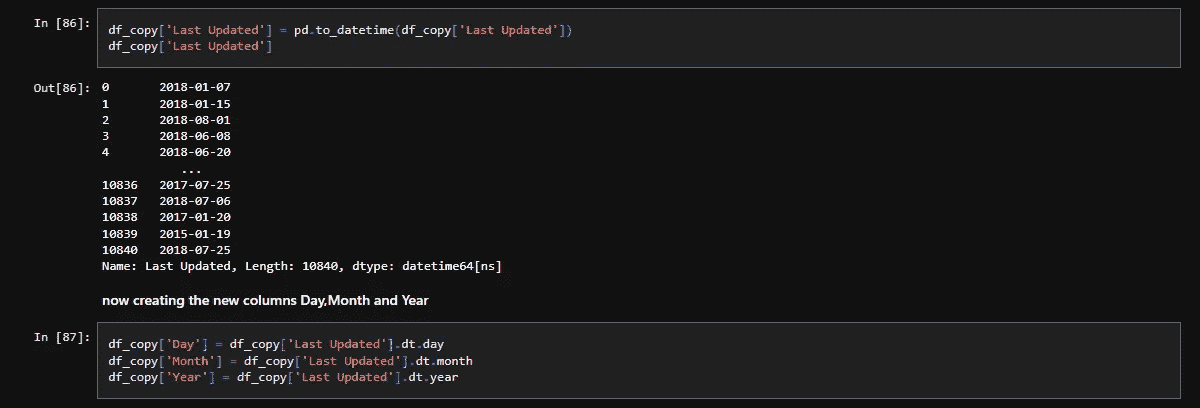 In [86]:
df_copy['Last Updated'] = pd.to_datetime(df_copy['Last Updated'])
df_copy['Last Updated']
Out[86]:
0 2018-01-07
1 2018-01-15
2 2018-08-01
3 2018-06-08
4 2018-06-20
...
10836 2017-07-25
10837 2018-07-06
10838 2017-01-20
10839 2015-01-19
10840 2018-07-25
Name: Last Updated, Length: 10840, dtype: datetime64[ns]
now creating the new columns Day,Month and Year
In [87]:
df_copy['Day'] = df_copy['Last Updated'].dt.day
df_copy['Month'] = df_copy['Last Updated'].dt.month
df_copy['Year'] = df_copy['Last Updated'].dt.year